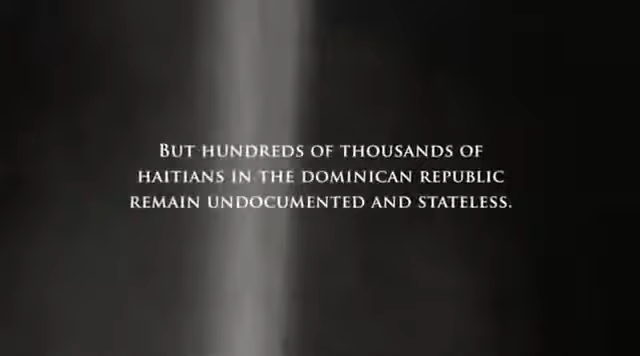 But hundreds of thousands of
Haitians in the Dominican Republic
remain undocumented and stateless.